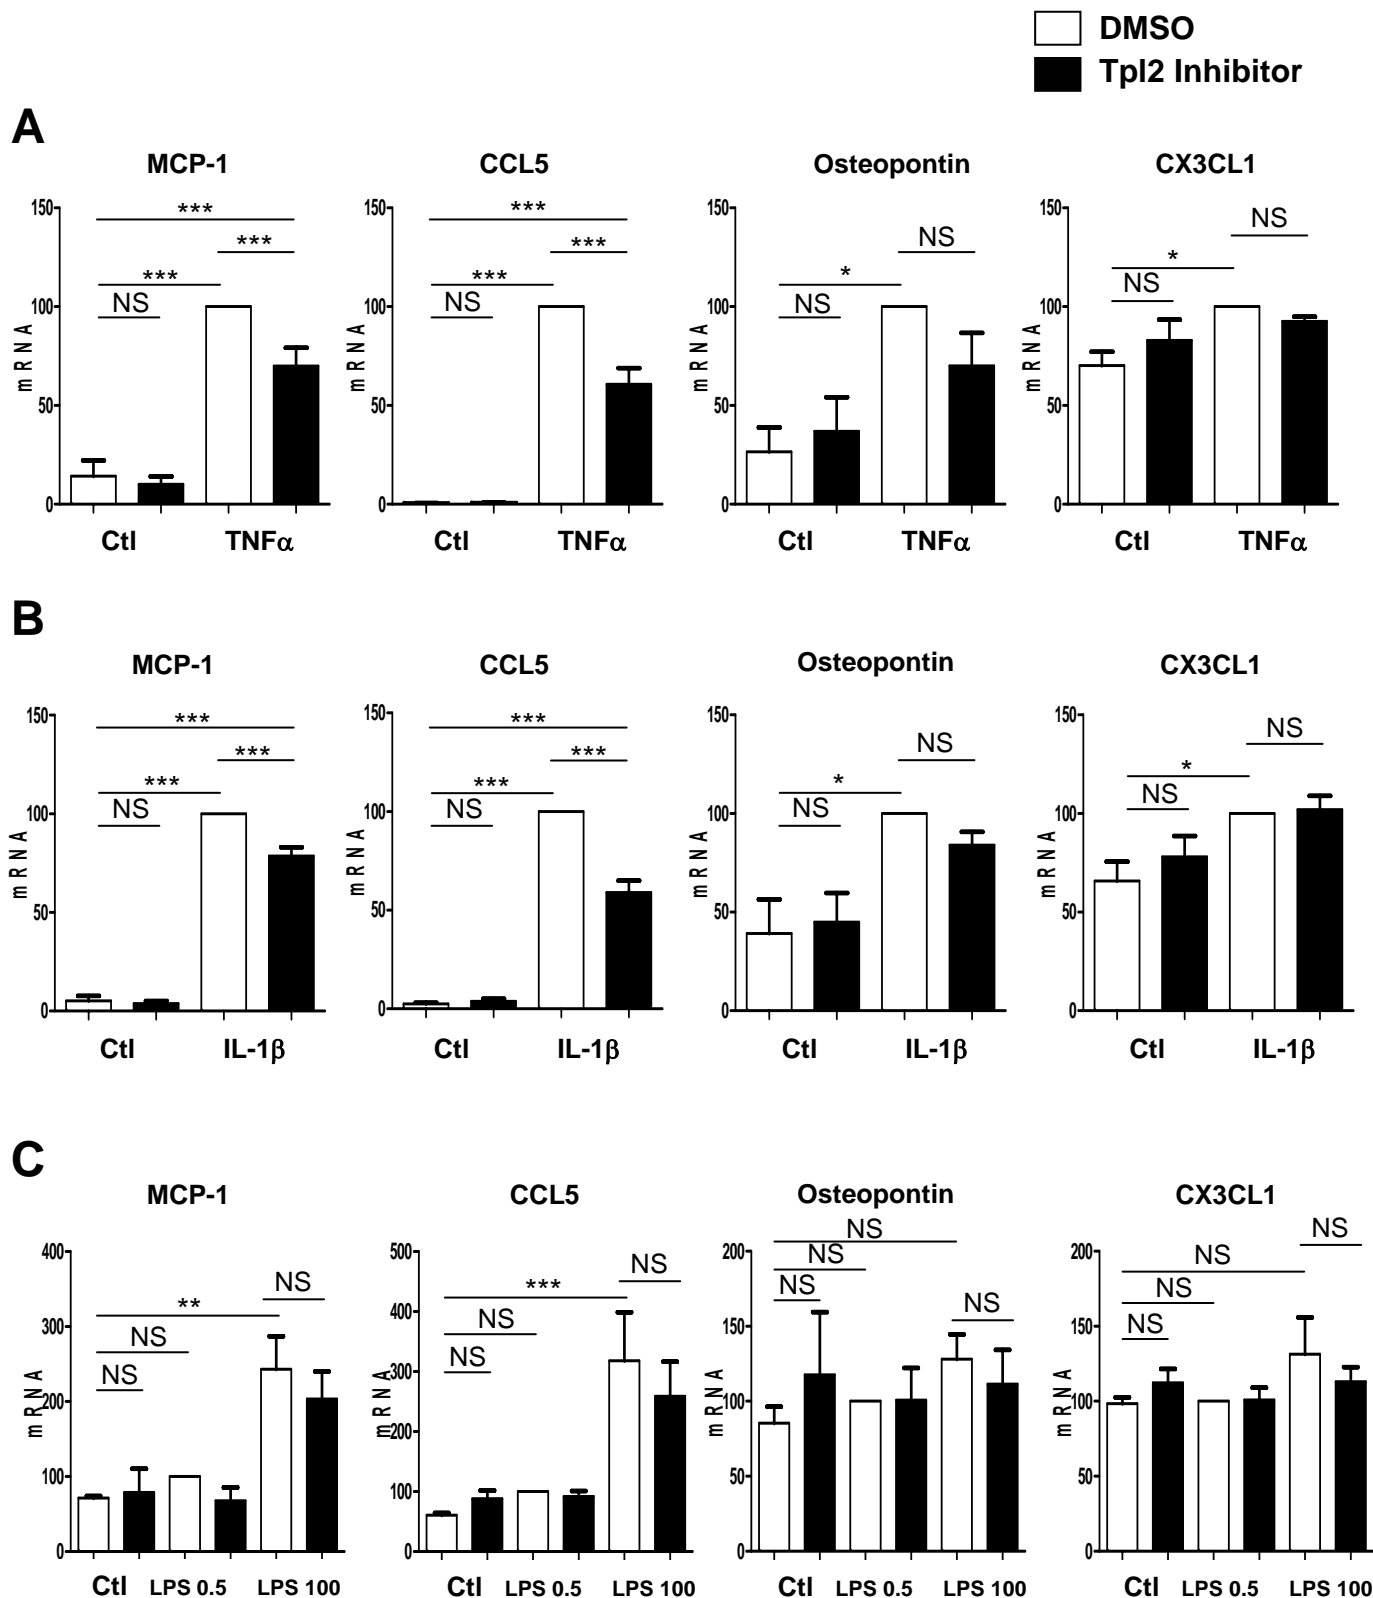 DMSO
Tpl2 Inhibitor
A
MCP-1
CCL5
Osteopontin
CX3CL1
150
100
50
0
mRNA
***
***
***
NS
Ctl
TNFα
150
100
50
0
mRNA
***
***
***
NS
Ctl
TNFα
150
100
50
0
mRNA
NS
*
NS
Ctl
TNFα
150
100
50
0
mRNA
NS
*
NS
Ctl
TNFα
B
MCP-1
CCL5
Osteopontin
CX3CL1
150
100
50
0
mRNA
***
***
***
NS
Ctl
IL-1β
150
100
50
0
mRNA
***
***
***
NS
Ctl
IL-1β
150
100
50
0
mRNA
NS
*
NS
Ctl
IL-1β
150
100
50
0
mRNA
NS
*
NS
Ctl
IL-1β
C
MCP-1
CCL5
Osteopontin
CX3CL1
400
300
200
100
0
mRNA
NS
**
NS
NS
Ctl
LPS 0.5
LPS 100
500
400
300
200
100
0
mRNA
NS
***
NS
NS
Ctl
LPS 0.5
LPS 100
200
150
100
50
0
mRNA
NS
NS
NS
NS
Ctl
LPS 0.5
LPS 100
200
150
100
50
0
mRNA
NS
NS
NS
NS
Ctl
LPS 0.5
LPS 100